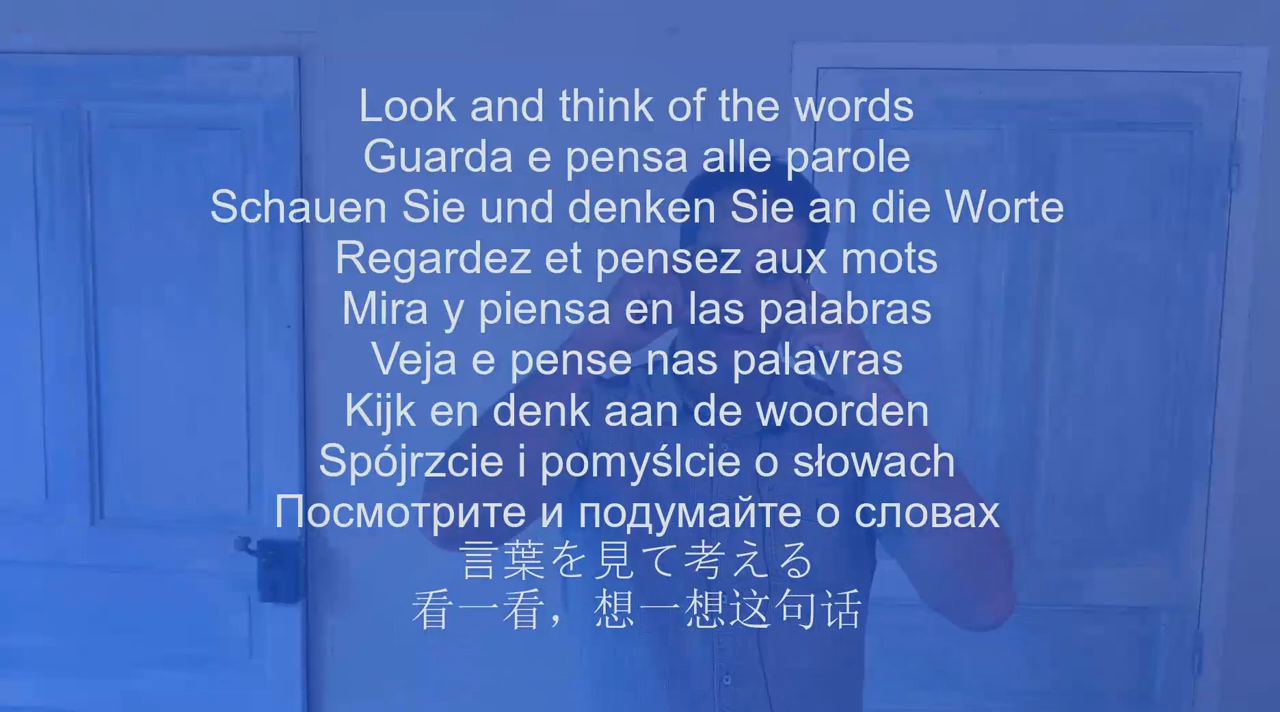 Look and think of the words
Guarda e pensa alle parole
Schauen Sie und denken Sie an die Worte
Regardez et pensez aux mots
Mira y piensa en las palabras
Veja e pense nas palavras
Kijk en denk aan de woorden
Spójrzcie i pomyślcie o słowach
Посмотрите и подумайте о словах
言葉を見て考える
看一看，想一想这句话